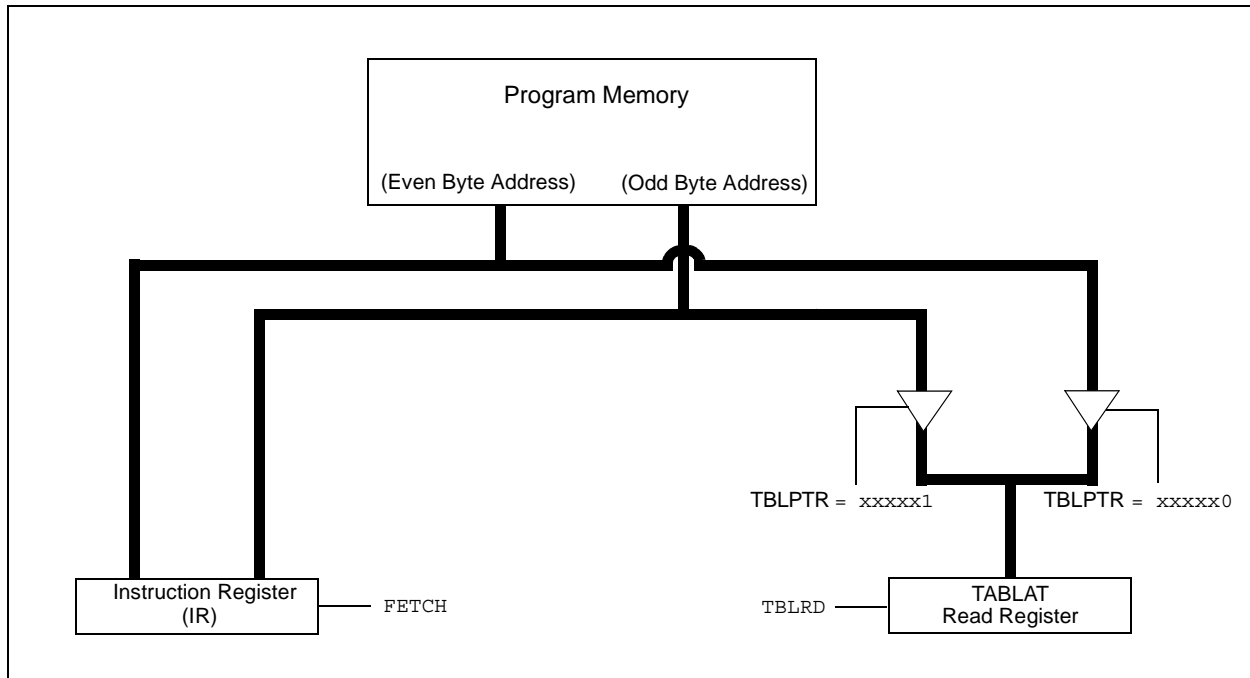 Program Memory
(Even Byte Address) (Odd Byte Address)
TBLPTR = xxxxx1 TBLPTR = xxxxx0
Instruction Register
(IR)
FETCH
TBLRD
TABLAT
Read Register